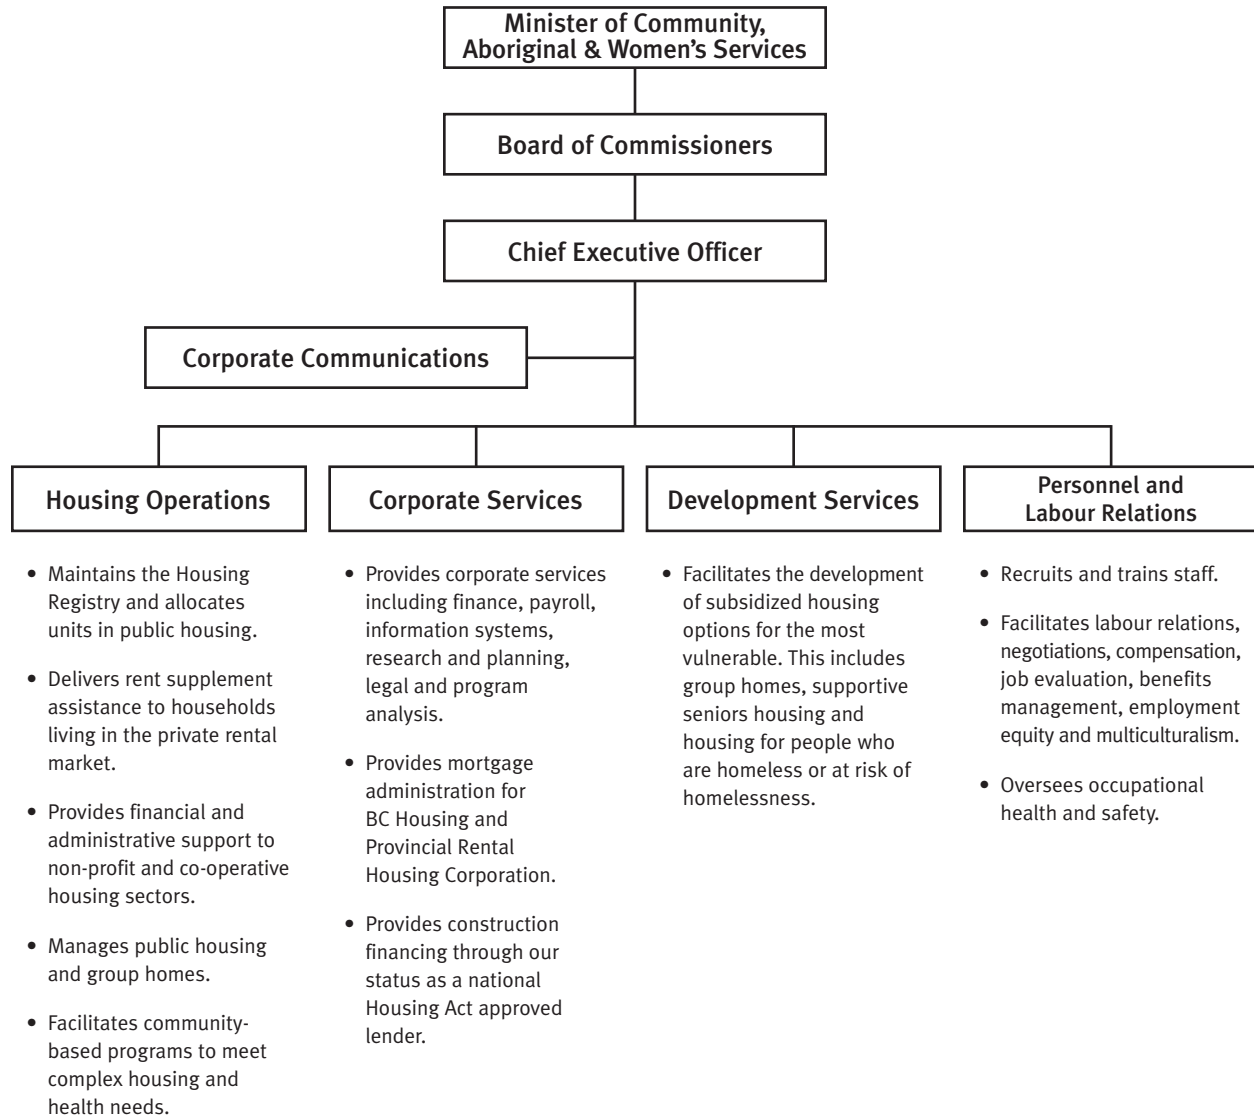 Minister of Community,
Aboriginal & Women’s Services
Board of Commissioners
Chief Executive Officer
Corporate Communications
Housing Operations
Corporate Services
Development Services
Personnel and
Labour Relations
• Maintains the Housing
Registry and allocates
units in public housing.
• Delivers rent supplement
assistance to households
living in the private rental
market.
• Provides financial and
administrative support to
non-profit and co-operative
housing sectors.
• Manages public housing
and group homes.
• Facilitates community-
based programs to meet
complex housing and
health needs.
• Provides corporate services
including finance, payroll,
information systems,
research and planning,
legal and program
analysis.
• Provides mortgage
administration for
BC Housing and
Provincial Rental
Housing Corporation.
• Provides construction
financing through our
status as a national
Housing Act approved
lender.
• Facilitates the development
of subsidized housing
options for the most
vulnerable. This includes
group homes, supportive
seniors housing and
housing for people who
are homeless or at risk of
homelessness.
• Recruits and trains staff.
• Facilitates labour relations,
negotiations, compensation,
job evaluation, benefits
management, employment
equity and multiculturalism.
• Oversees occupational
health and safety.